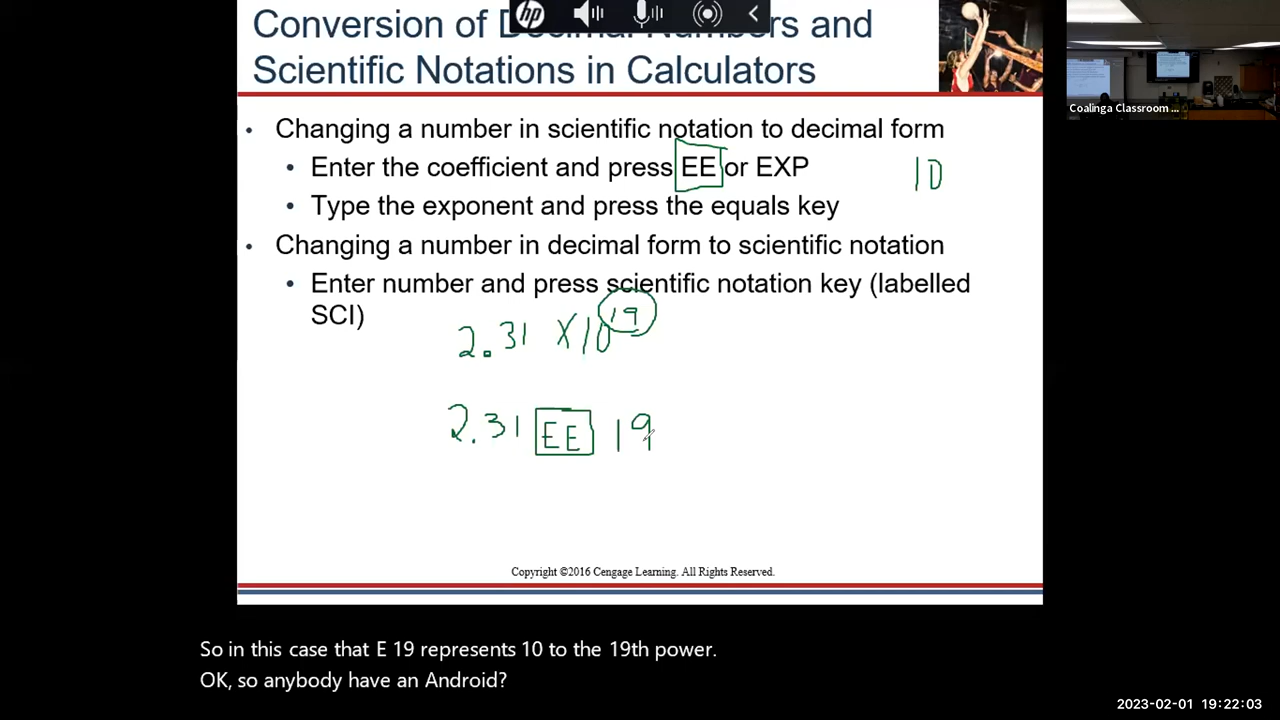 Conversion of Decimal Numbers and
Scientific Notations in Calculators
hp
Coalinga Classroom ...
• Changing a number in scientific notation to decimal form
• Enter the coefficient and press EE or EXP
10
• Type the exponent and press the equals key
• Changing a number in decimal form to scientific notation
• Enter number and press scientific notation key (labelled
SCI)
2.31 X10^19
2.31 EE 19
Copyright ©2016 Cengage Learning. All Rights Reserved.
So in this case that E 19 represents 10 to the 19th power.
OK, so anybody have an Android?
2023-02-01 19:22:03